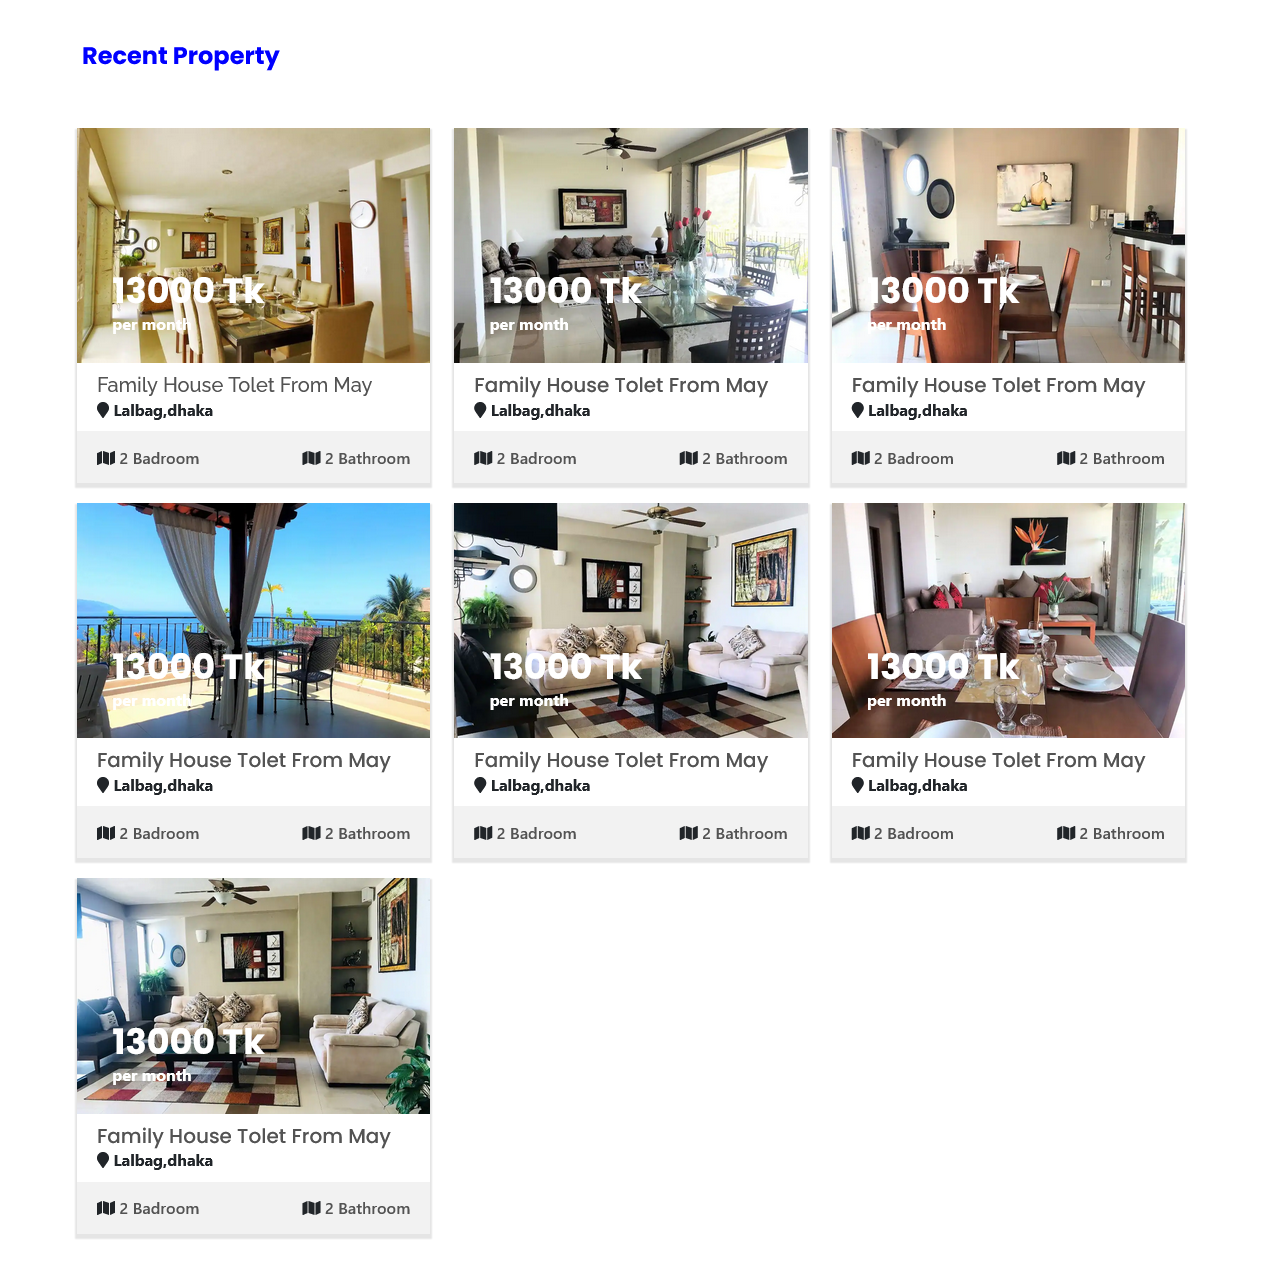 Recent Property
13000 Tk
per month
Family House Tolet From May
Lalbag,dhaka
2 Badroom
2 Bathroom
13000 Tk
per month
Family House Tolet From May
Lalbag,dhaka
2 Badroom
2 Bathroom
13000 Tk
per month
Family House Tolet From May
Lalbag,dhaka
2 Badroom
2 Bathroom
13000 Tk
per month
Family House Tolet From May
Lalbag,dhaka
2 Badroom
2 Bathroom
13000 Tk
per month
Family House Tolet From May
Lalbag,dhaka
2 Badroom
2 Bathroom
13000 Tk
per month
Family House Tolet From May
Lalbag,dhaka
2 Badroom
2 Bathroom
13000 Tk
per month
Family House Tolet From May
Lalbag,dhaka
2 Badroom
2 Bathroom